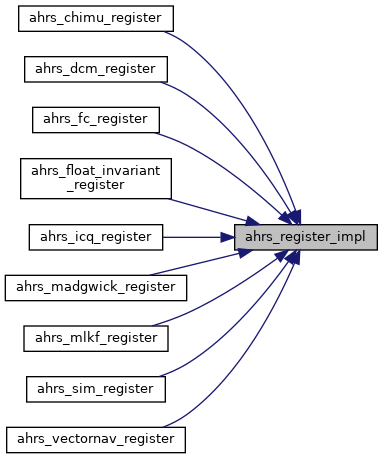 ahrs_chimu_register
ahrs_dcm_register
ahrs_fc_register
ahrs_float_invariant
_register
ahrs_icq_register
ahrs_register_impl
ahrs_madgwick_register
ahrs_mlkf_register
ahrs_sim_register
ahrs_vectornav_register